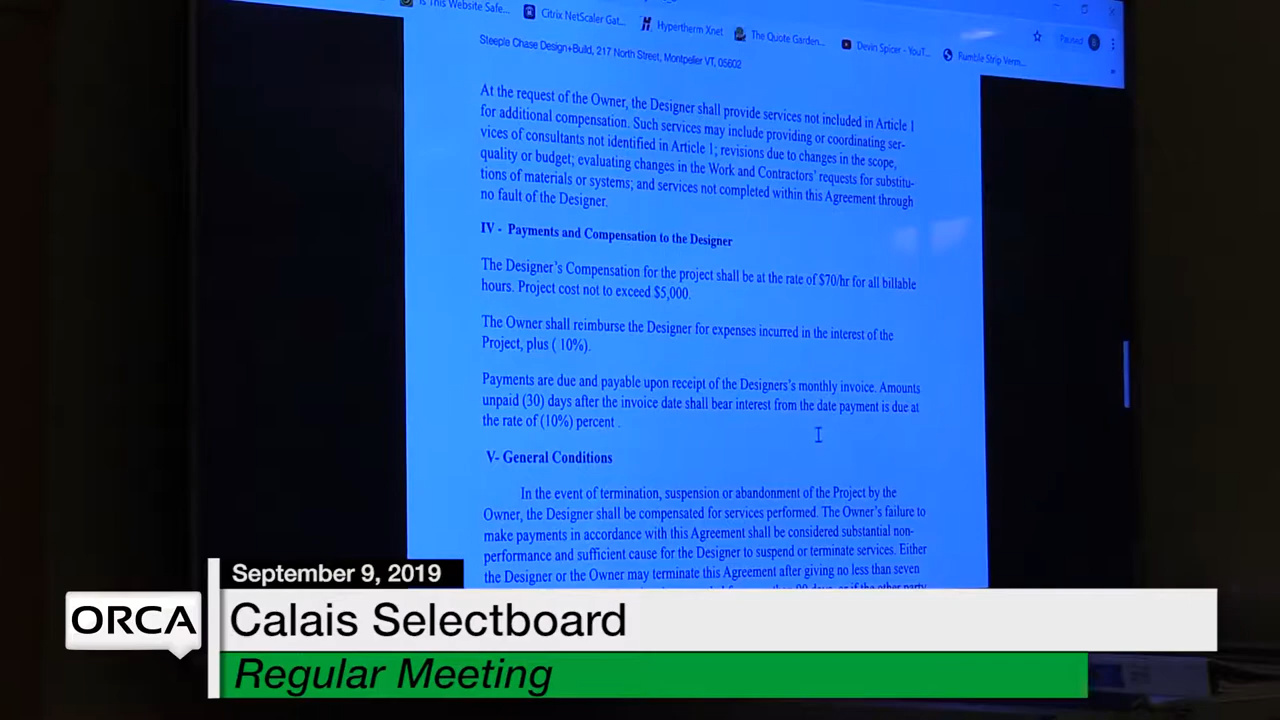 Is This Website Safe...
Citrix NetScaler Gat...
Hypertherm Xnet
The Quote Garden...
Devin Spicer - YouT...
Rumble Strip Verm...
Paused
Steeple Chase Design+Build, 217 North Street, Montpelier VT, 05602
At the request of the Owner, the Designer shall provide services not included in Article 1
for additional compensation. Such services may include providing or coordinating ser-
vices of consultants not identified in Article 1; revisions due to changes in the scope,
quality or budget; evaluating changes in the Work and Contractors' requests for substitu-
tions of materials or systems; and services not completed within this Agreement through
no fault of the Designer.
IV - Payments and Compensation to the Designer
The Designer's Compensation for the project shall be at the rate of $70/hr for all billable
hours. Project cost not to exceed $5,000.
The Owner shall reimburse the Designer for expenses incurred in the interest of the
Project, plus ( 10%).
Payments are due and payable upon receipt of the Designers's monthly invoice. Amounts
unpaid (30) days after the invoice date shall bear interest from the date payment is due at
the rate of (10%) percent .
V- General Conditions
In the event of termination, suspension or abandonment of the Project by the
Owner, the Designer shall be compensated for services performed. The Owner's failure to
make payments in accordance with this Agreement shall be considered substantial non-
performance and sufficient cause for the Designer to suspend or terminate services. Either
the Designer or the Owner may terminate this Agreement after giving no less than seven
September 9, 2019
ORCA
Calais Selectboard
Regular Meeting